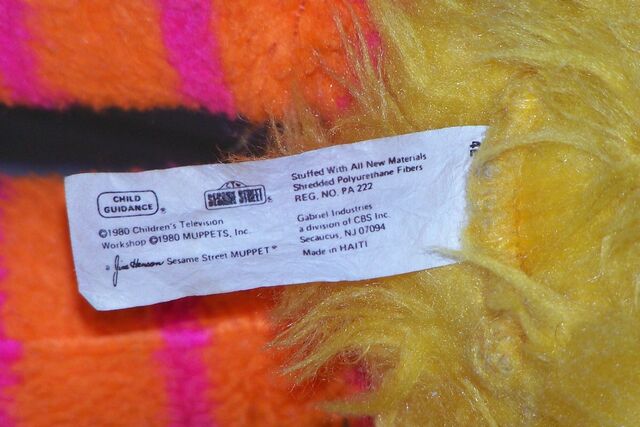 CHILD
GUIDANCE ®
SESAME STREET ®
©1980 Children's Television
Workshop ©1980 MUPPETS, Inc.
Jim Henson Sesame Street MUPPET
Stuffed With All New Materials
Shredded Polyurethane Fibers
REG. NO. PA 222
Gabriel Industries
a division of CBS Inc.
Secaucus, NJ 07094
Made in HAITI